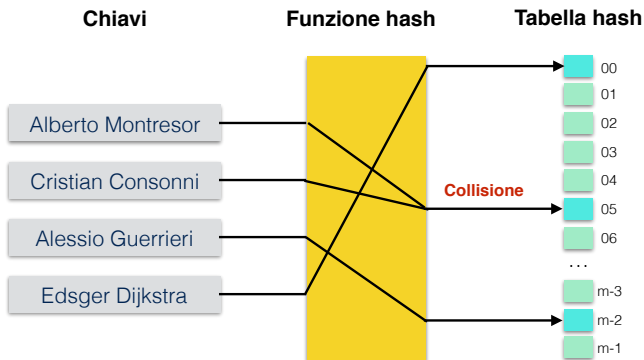 Chiavi
Funzione hash
Tabella hash
Alberto Montresor
Cristian Consonni
Alessio Guerrieri
Edsger Dijkstra
Collisione
00
01
02
03
04
05
06
...
m-3
m-2
m-1